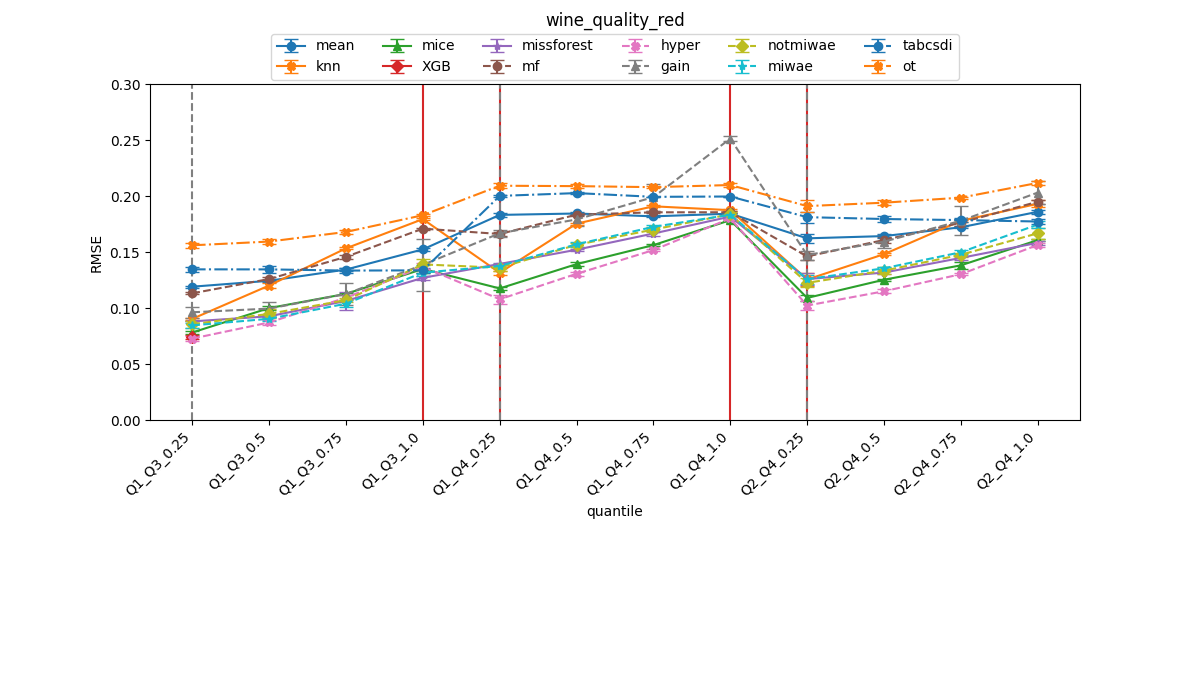 wine_quality_red
mean mice missforest hyper notmiwae tabcsdi
knn XGB mf gain miwae ot
0.30
0.25
0.20
0.15
0.10
0.05
0.00
RMSE
Q1_Q3_0.25 Q1_Q3_0.5 Q1_Q3_0.75 Q1_Q3_1.0 Q1_Q4_0.25 Q1_Q4_0.5 Q1_Q4_0.75 Q1_Q4_1.0 Q2_Q4_0.25 Q2_Q4_0.5 Q2_Q4_0.75 Q2_Q4_1.0
quantile